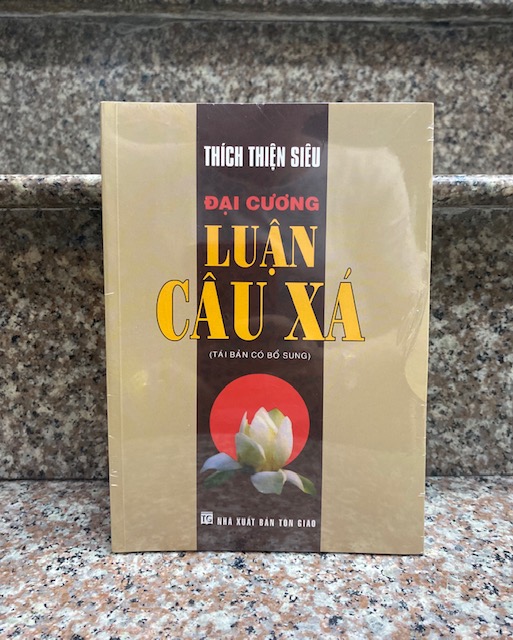 THÍCH THIỆN SIÊU
ĐẠI CƯƠNG
LUẬN
CÂU XÁ
(TÁI BẢN CÓ BỔ SUNG)
TG NHÀ XUẤT BẢN TÔN GIÁO